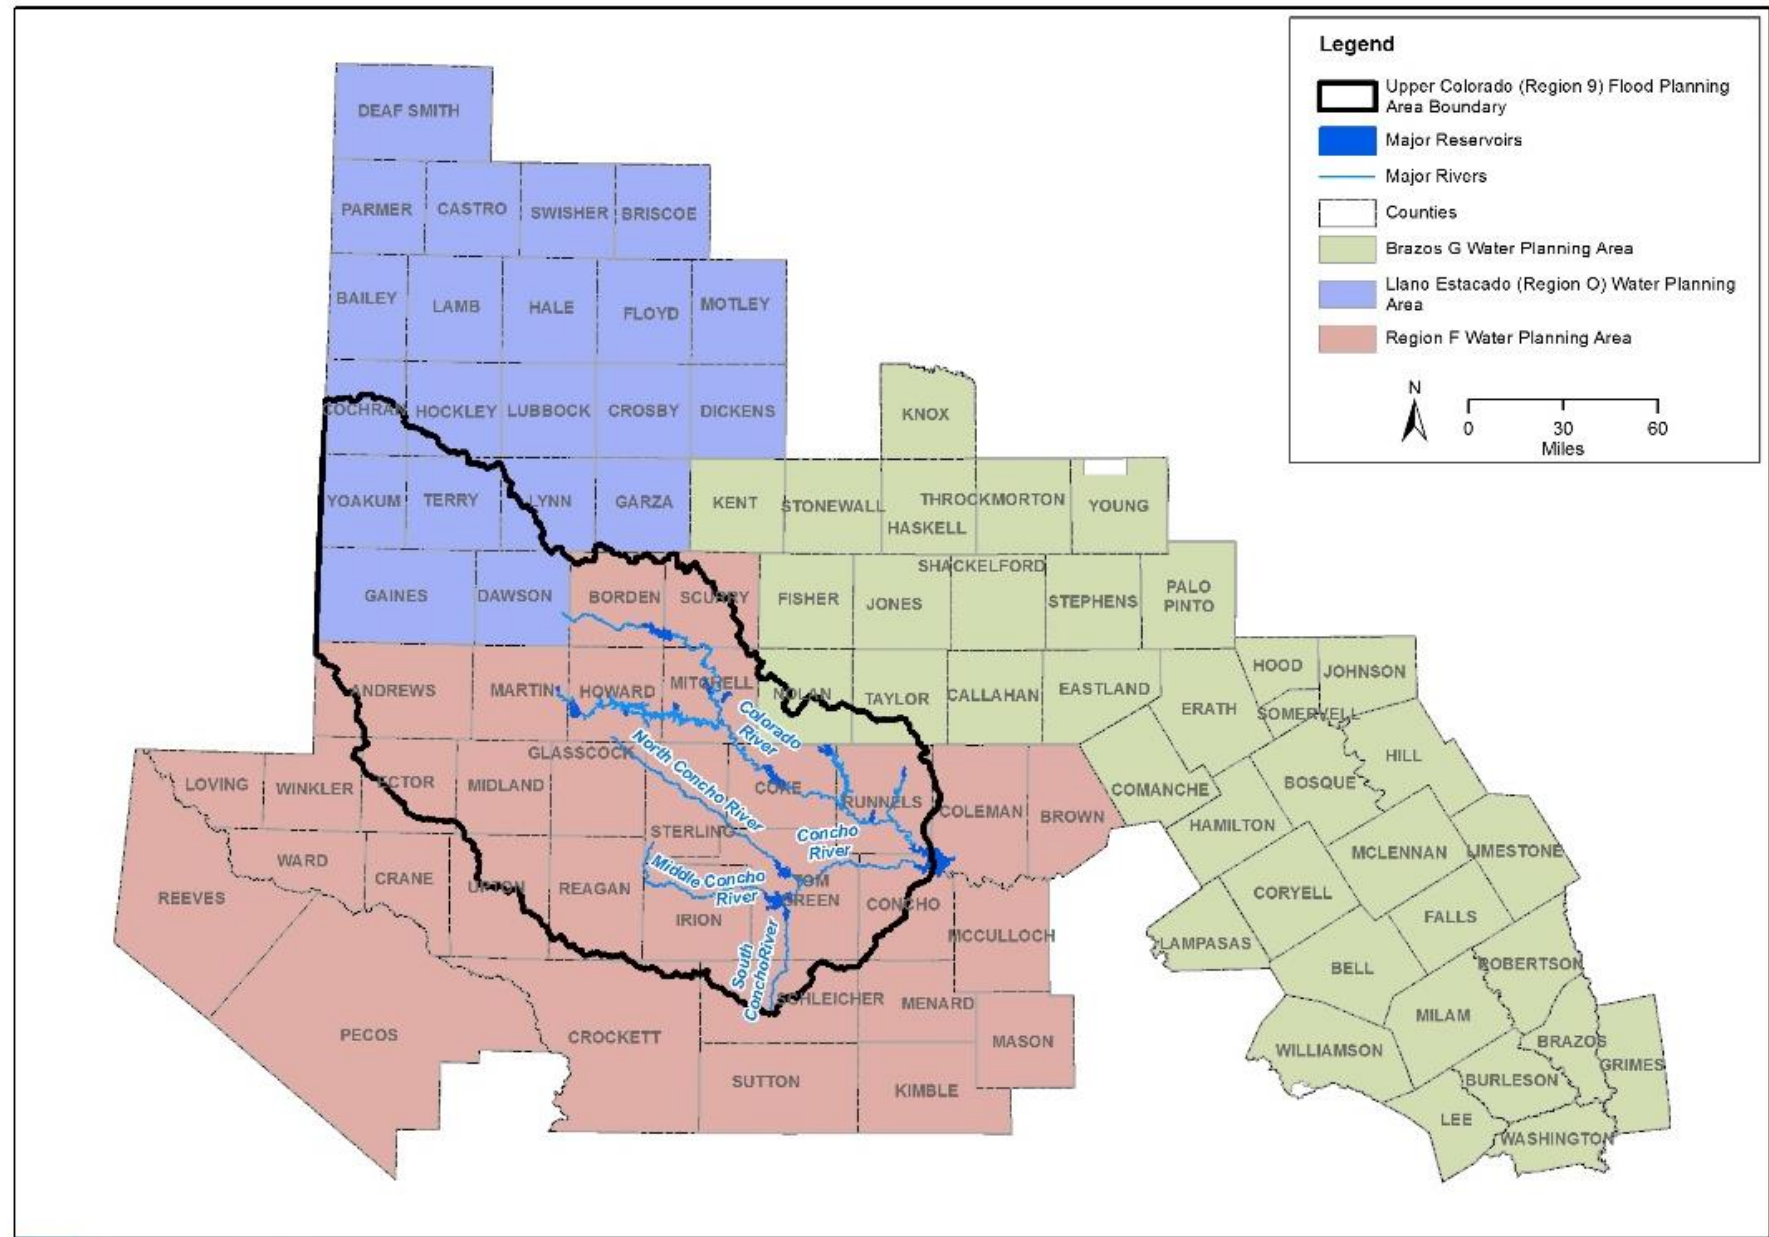 Legend
Upper Colorado (Region 9) Flood Planning
Area Boundary
Major Reservoirs
Major Rivers
Counties
Brazos G Water Planning Area
Llano Estacado (Region O) Water Planning
Area
Region F Water Planning Area
N
0 30 60
Miles
DEAF SMITH
PARMER
CASTRO
SWISHER
BRISCOE
BAILEY
LAMB
HALE
FLOYD
MOTLEY
COCHRAN
HOCKLEY
LUBBOCK
CROSBY
DICKENS
KNOX
YOAKUM
TERRY
LYNN
GARZA
KENT
STONEWALL
HASKELL
THROCKMORTON
YOUNG
GAINES
DAWSON
BORDEN
SCURRY
FISHER
JONES
SHACKELFORD
STEPHENS
PALO
PINTO
ANDREWS
MARTIN
HOWARD
MITCHELL
NOLAN
TAYLOR
CALLAHAN
EASTLAND
ERATH
HOOD
JOHNSON
SOMERVELL
LOVING
WINKLER
ECTOR
MIDLAND
GLASSCOCK
STERLING
COKE
RUNNELS
COLEMAN
BROWN
COMANCHE
HAMILTON
BOSQUE
HILL
Colorado
River
North Concho River
Concho
River
Middle Concho
River
South
ConchoRiver
REEVES
WARD
CRANE
UPTON
REAGAN
IRION
TOM
GREEN
CONCHO
MCCULLOCH
LAMPASAS
CORYELL
MCLENNAN
LIMESTONE
FALLS
BELL
ROBERTSON
PECOS
CROCKETT
SCHLEICHER
MENARD
MASON
SUTTON
KIMBLE
WILLIAMSON
MILAM
BRAZOS
GRIMES
BURLESON
LEE
WASHINGTON